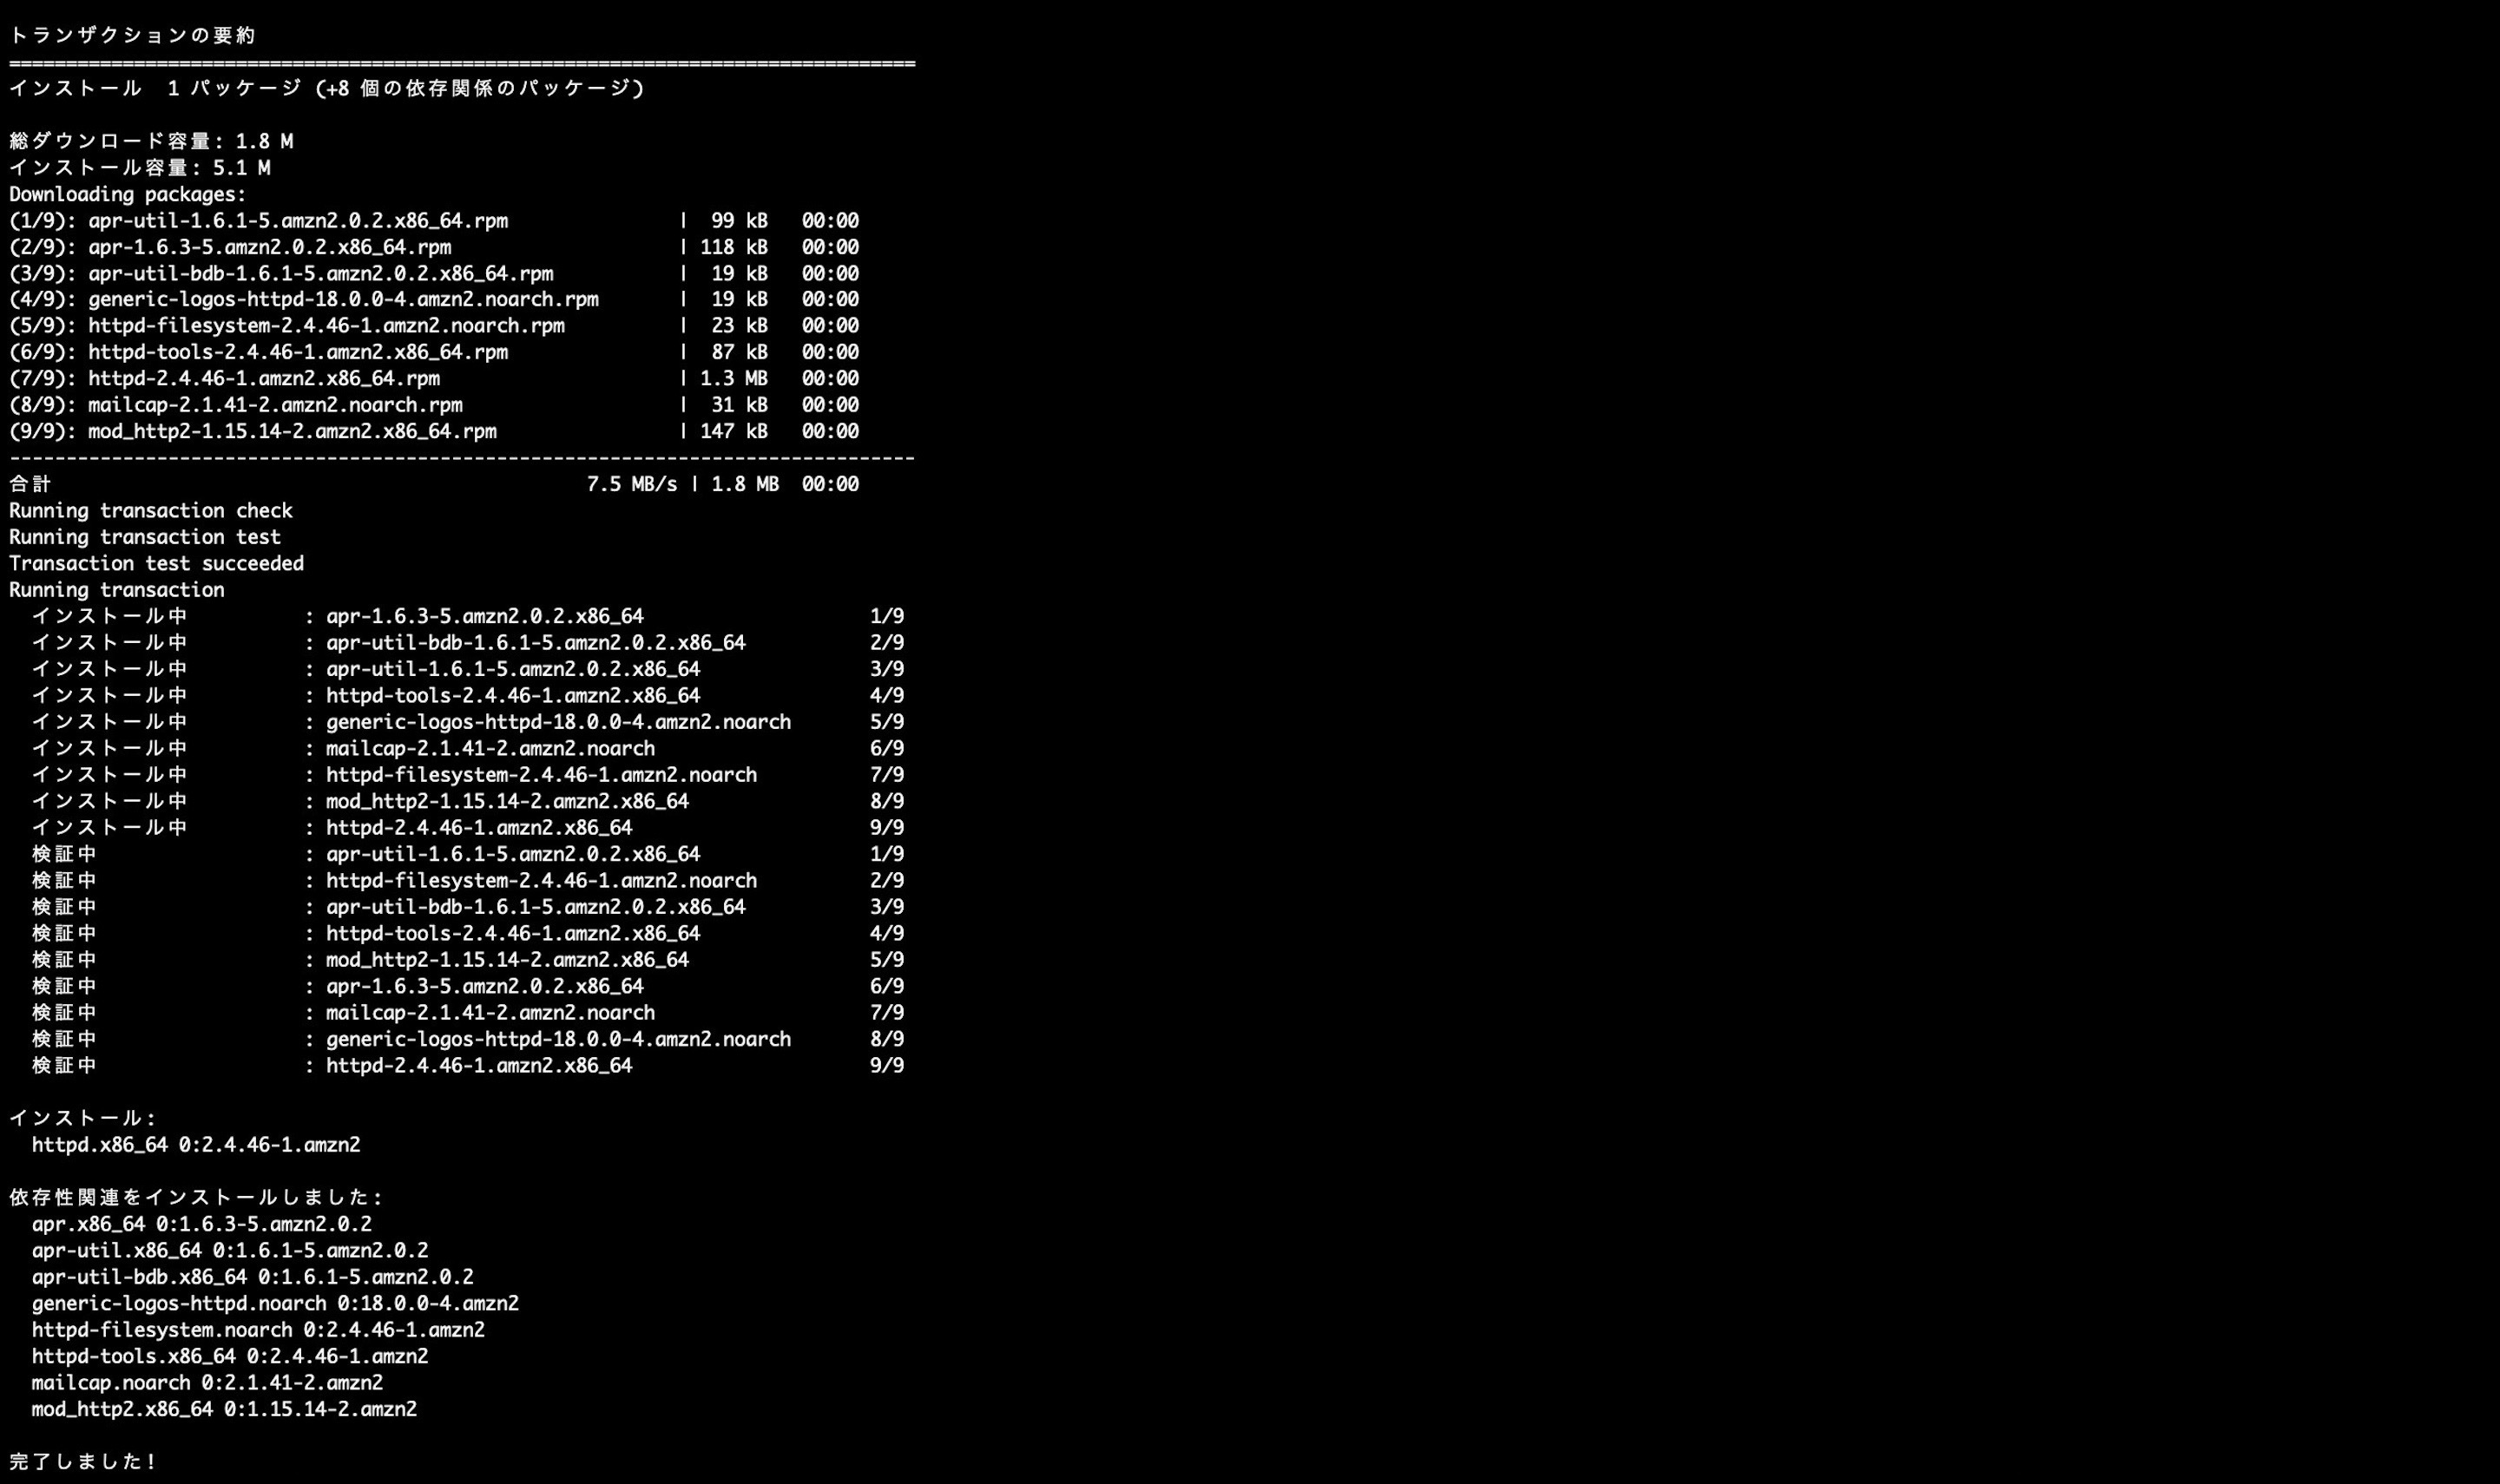 トランザクションの要約
================================================================================
インストール  1 パッケージ (+8 個の依存関係のパッケージ)

総ダウンロード容量: 1.8 M
インストール容量: 5.1 M
Downloading packages:
(1/9): apr-util-1.6.1-5.amzn2.0.2.x86_64.rpm               |  99 kB   00:00
(2/9): apr-1.6.3-5.amzn2.0.2.x86_64.rpm                    | 118 kB   00:00
(3/9): apr-util-bdb-1.6.1-5.amzn2.0.2.x86_64.rpm           |  19 kB   00:00
(4/9): generic-logos-httpd-18.0.0-4.amzn2.noarch.rpm       |  19 kB   00:00
(5/9): httpd-filesystem-2.4.46-1.amzn2.noarch.rpm          |  23 kB   00:00
(6/9): httpd-tools-2.4.46-1.amzn2.x86_64.rpm               |  87 kB   00:00
(7/9): httpd-2.4.46-1.amzn2.x86_64.rpm                     | 1.3 MB   00:00
(8/9): mailcap-2.1.41-2.amzn2.noarch.rpm                   |  31 kB   00:00
(9/9): mod_http2-1.15.14-2.amzn2.x86_64.rpm                | 147 kB   00:00
--------------------------------------------------------------------------------
合計                                               7.5 MB/s | 1.8 MB  00:00
Running transaction check
Running transaction test
Transaction test succeeded
Running transaction
  インストール中          : apr-1.6.3-5.amzn2.0.2.x86_64                    1/9
  インストール中          : apr-util-bdb-1.6.1-5.amzn2.0.2.x86_64           2/9
  インストール中          : apr-util-1.6.1-5.amzn2.0.2.x86_64               3/9
  インストール中          : httpd-tools-2.4.46-1.amzn2.x86_64               4/9
  インストール中          : generic-logos-httpd-18.0.0-4.amzn2.noarch       5/9
  インストール中          : mailcap-2.1.41-2.amzn2.noarch                   6/9
  インストール中          : httpd-filesystem-2.4.46-1.amzn2.noarch          7/9
  インストール中          : mod_http2-1.15.14-2.amzn2.x86_64                8/9
  インストール中          : httpd-2.4.46-1.amzn2.x86_64                     9/9
  検証中                  : apr-util-1.6.1-5.amzn2.0.2.x86_64               1/9
  検証中                  : httpd-filesystem-2.4.46-1.amzn2.noarch          2/9
  検証中                  : apr-util-bdb-1.6.1-5.amzn2.0.2.x86_64           3/9
  検証中                  : httpd-tools-2.4.46-1.amzn2.x86_64               4/9
  検証中                  : mod_http2-1.15.14-2.amzn2.x86_64                5/9
  検証中                  : apr-1.6.3-5.amzn2.0.2.x86_64                    6/9
  検証中                  : mailcap-2.1.41-2.amzn2.noarch                   7/9
  検証中                  : generic-logos-httpd-18.0.0-4.amzn2.noarch       8/9
  検証中                  : httpd-2.4.46-1.amzn2.x86_64                     9/9

インストール:
  httpd.x86_64 0:2.4.46-1.amzn2

依存性関連をインストールしました:
  apr.x86_64 0:1.6.3-5.amzn2.0.2
  apr-util.x86_64 0:1.6.1-5.amzn2.0.2
  apr-util-bdb.x86_64 0:1.6.1-5.amzn2.0.2
  generic-logos-httpd.noarch 0:18.0.0-4.amzn2
  httpd-filesystem.noarch 0:2.4.46-1.amzn2
  httpd-tools.x86_64 0:2.4.46-1.amzn2
  mailcap.noarch 0:2.1.41-2.amzn2
  mod_http2.x86_64 0:1.15.14-2.amzn2

完了しました!